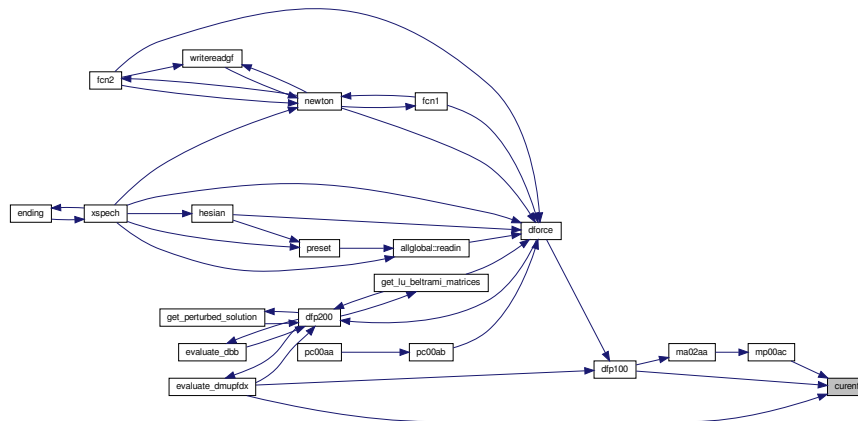 writereadgf
fcn2
newton
fcn1
ending
xspech
hesian
dforce
preset
allglobal::readin
get_lu_beltrami_matrices
get_perturbed_solution
dfp200
evaluate_dbb
pc00aa
pc00ab
ma02aa
mp00ac
dfp100
evaluate_dmupfdx
curent